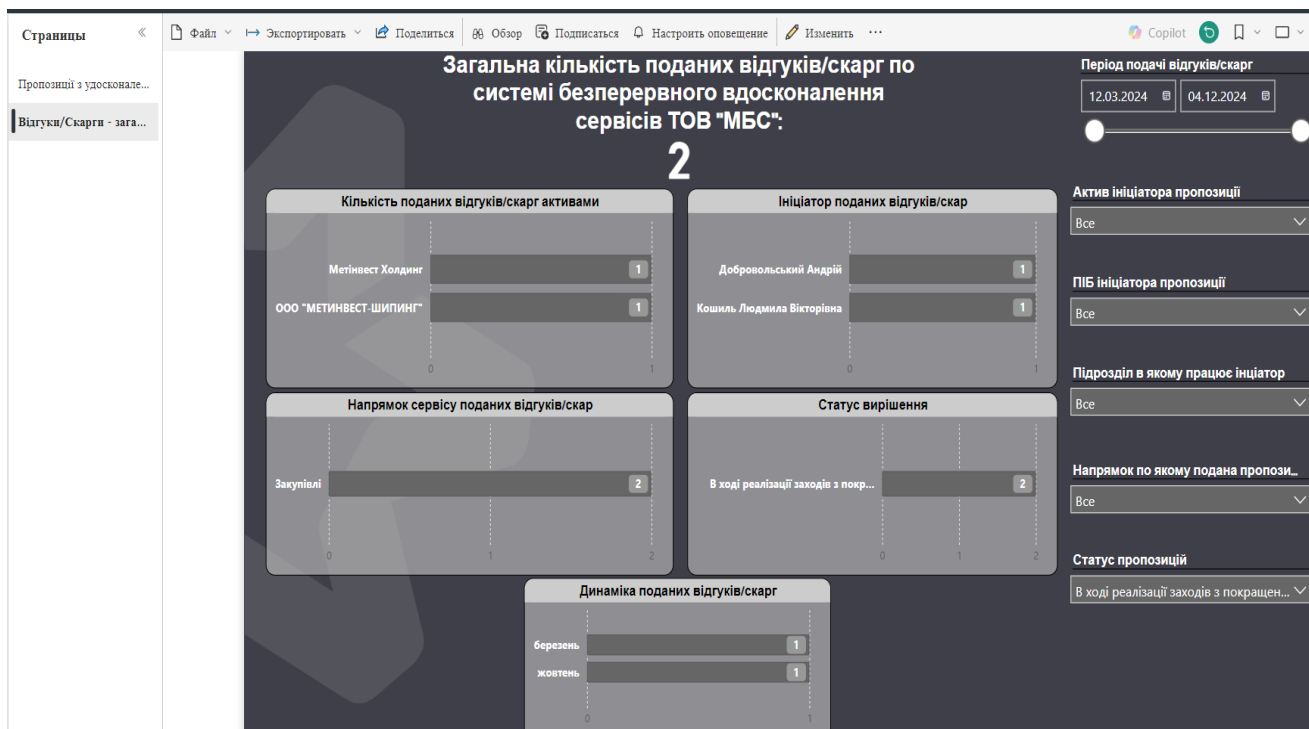 Страницы
Пропозиції з удосконале...
Відгуки/Скарги - зага...
Файл
Экспортировать
Поделиться
Обзор
Подписаться
Настроить оповещение
Изменить
Copilot
Загальна кількість поданих відгуків/скарг по
системі безперервного вдосконалення
сервісів ТОВ "МБС":
2
Кількість поданих відгуків/скарг активами
Метінвест Холдинг
1
ООО "МЕТИНВЕСТ-ШИПИНГ"
1
0
1
Ініціатор поданих відгуків/скар
Добровольський Андрій
1
Кошиль Людмила Вікторівна
1
0
1
Напрямок сервісу поданих відгуків/скар
Закупівлі
2
0
1
2
Статус вирішення
В ході реалізації заходів з покр...
2
0
1
2
Динаміка поданих відгуків/скарг
березень
1
жовтень
1
0
1
Період подачі відгуків/скарг
12.03.2024
04.12.2024
Актив ініціатора пропозиції
Все
ПІБ ініціатора пропозиції
Все
Підрозділ в якому працює інціатор
Все
Напрямок по якому подана пропози...
Все
Статус пропозицій
В ході реалізації заходів з покращен...